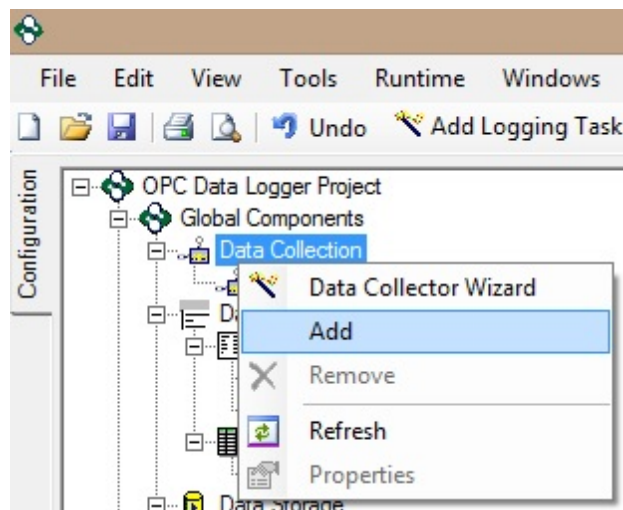 File Edit View Tools Runtime Windows
Undo Add Logging Task
Configuration
OPC Data Logger Project
Global Components
Data Collection
Data Collector Wizard
Add
Remove
Refresh
Properties
Data Storage